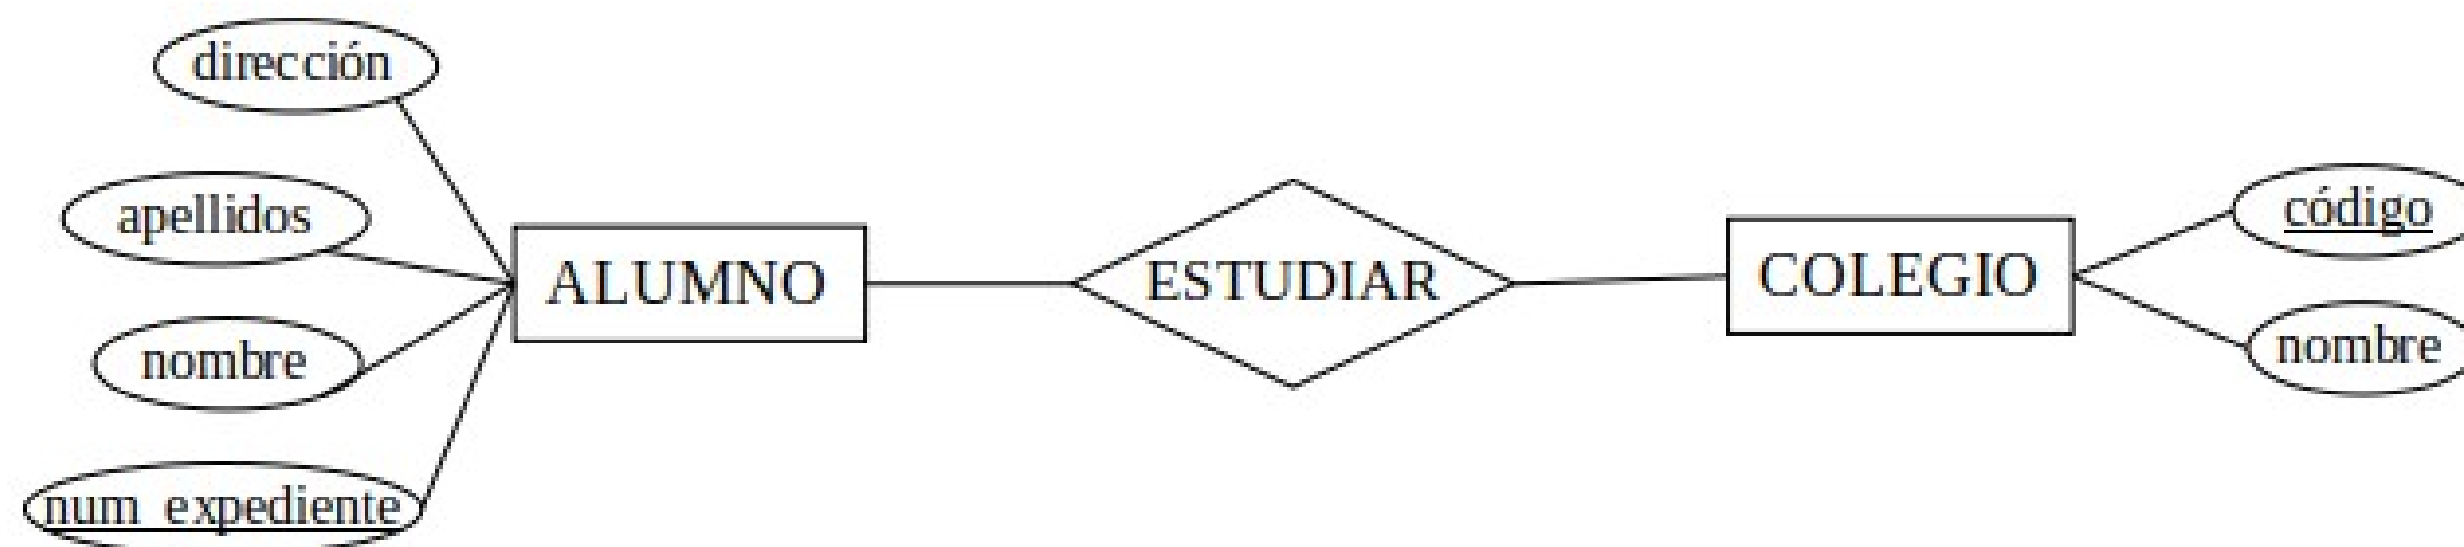 dirección
apellidos
nombre
num_expediente
ALUMNO
ESTUDIAR
COLEGIO
código
nombre